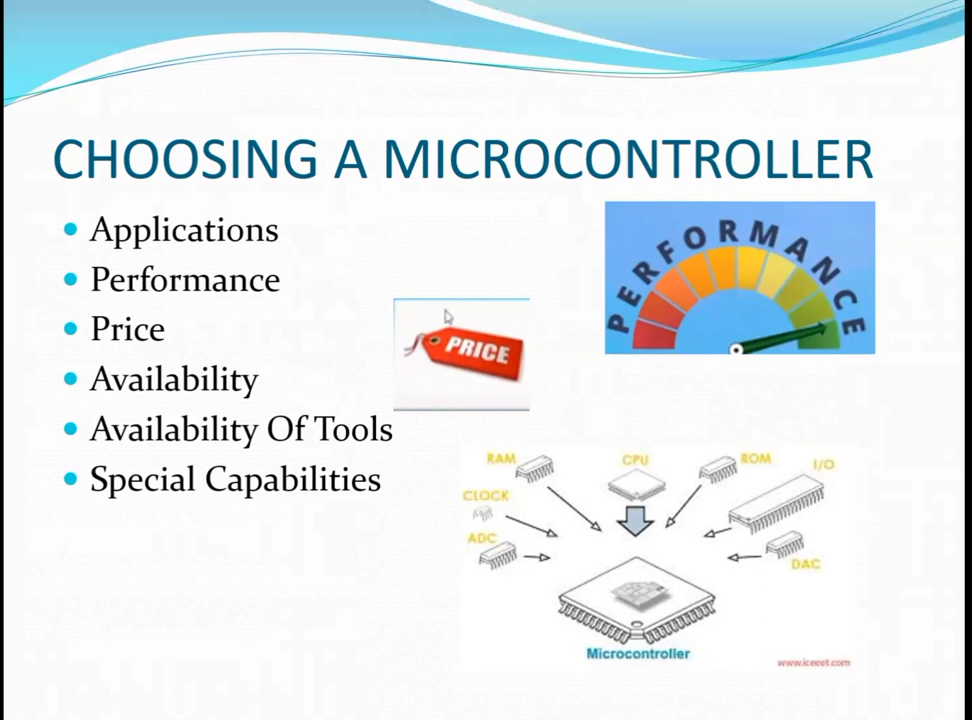 CHOOSING A MICROCONTROLLER
Applications
Performance
Price
Availability
Availability Of Tools
Special Capabilities
PERFORMANCE
PRICE
RAM
CPU
ROM
I/O
CLOCK
ADC
DAC
Microcontroller
www.iceeet.com